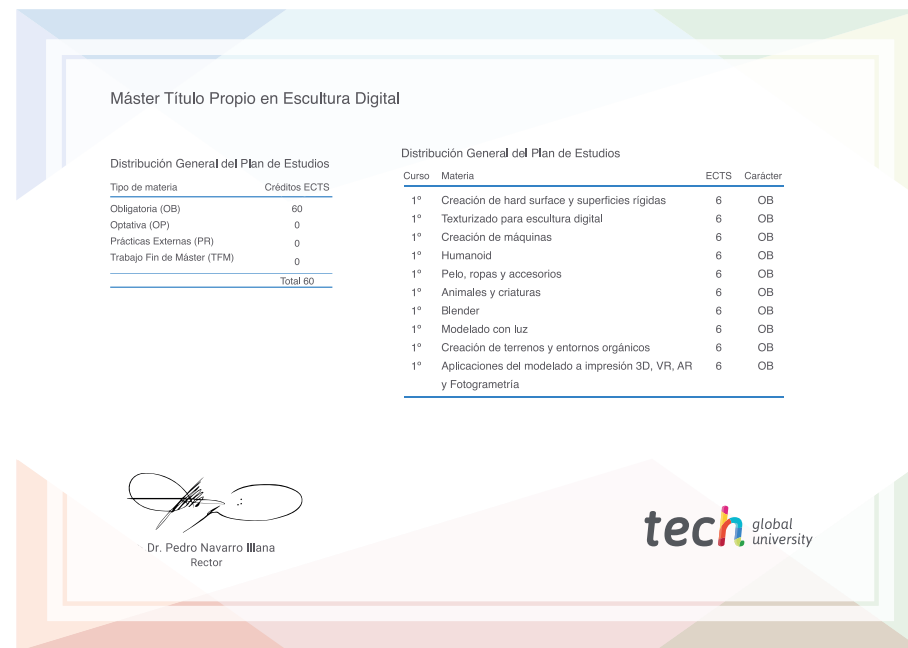 Máster Título Propio en Escultura Digital
Distribución General del Plan de Estudios
Tipo de materia Créditos ECTS
Obligatoria (OB) 60
Optativa (OP) 0
Prácticas Externas (PR) 0
Trabajo Fin de Máster (TFM) 0
Total 60
Distribución General del Plan de Estudios
Curso Materia ECTS Carácter
1º Creación de hard surface y superficies rígidas 6 OB
1º Texturizado para escultura digital 6 OB
1º Creación de máquinas 6 OB
1º Humanoid 6 OB
1º Pelo, ropas y accesorios 6 OB
1º Animales y criaturas 6 OB
1º Blender 6 OB
1º Modelado con luz 6 OB
1º Creación de terrenos y entornos orgánicos 6 OB
1º Aplicaciones del modelado a impresión 3D, VR, AR 6 OB
y Fotogrametría
Dr. Pedro Navarro Illana
Rector
tech global
university